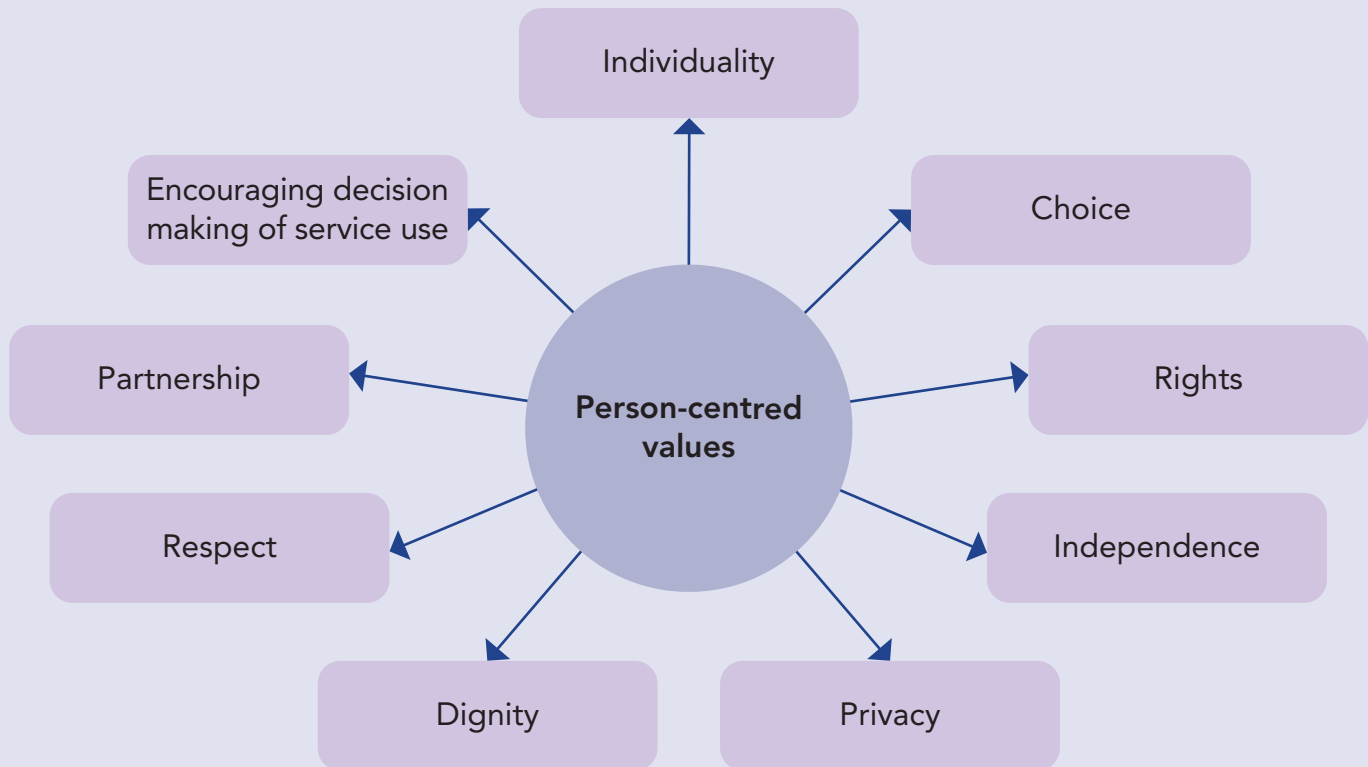 Individuality
Encouraging decision
making of service use
Choice
Partnership
Rights
Person-centred
values
Respect
Independence
Dignity
Privacy